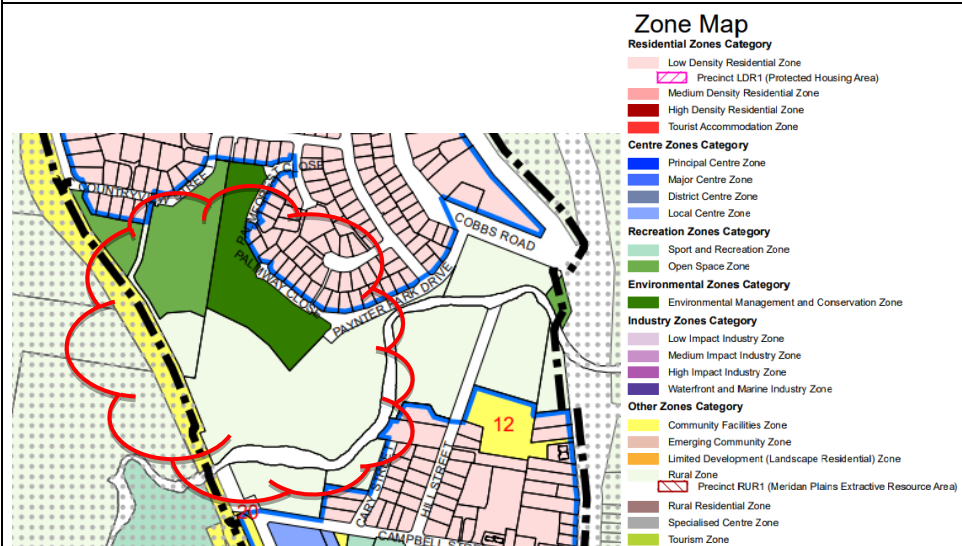 Zone Map
Residential Zones Category
Low Density Residential Zone
Precinct LDR1 (Protected Housing Area)
Medium Density Residential Zone
High Density Residential Zone
Tourist Accommodation Zone
Centre Zones Category
Principal Centre Zone
Major Centre Zone
District Centre Zone
Local Centre Zone
Recreation Zones Category
Sport and Recreation Zone
Open Space Zone
Environmental Zones Category
Environmental Management and Conservation Zone
Industry Zones Category
Low Impact Industry Zone
Medium Impact Industry Zone
High Impact Industry Zone
Waterfront and Marine Industry Zone
Other Zones Category
Community Facilities Zone
Emerging Community Zone
Limited Development (Landscape Residential) Zone
Rural Zone
Precinct RUR1 (Meridan Plains Extractive Resource Area)
Rural Residential Zone
Specialised Centre Zone
Tourism Zone
COUNTRYVIEW STREET
CLOSE
COBBS ROAD
PALMWAY CLOSE
PAYNTER PARK DRIVE
12
CARY STREET
HILL STREET
20
CAMPBELL